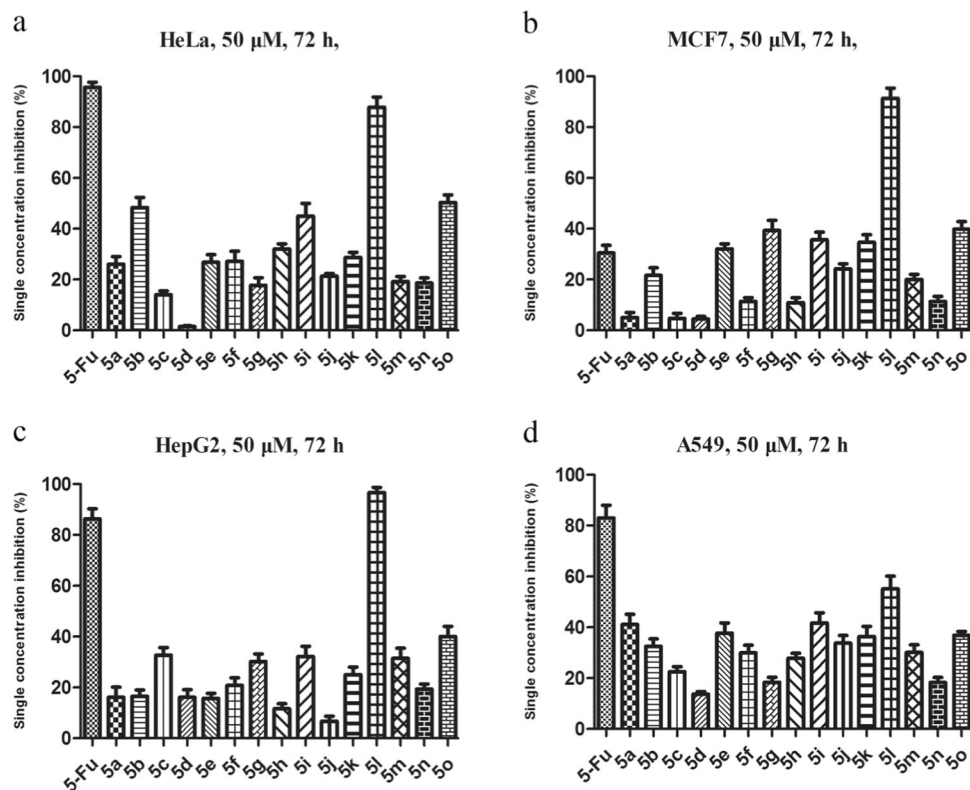 a
HeLa, 50 μM, 72 h,
Single concentration inhibition (%)
100
80
60
40
20
0
5-Fu 5a 5b 5c 5d 5e 5f 5g 5h 5i 5j 5k 5l 5m 5n 5o
b
MCF7, 50 μM, 72 h,
Single concentration inhibition (%)
100
80
60
40
20
0
5-Fu 5a 5b 5c 5d 5e 5f 5g 5h 5i 5j 5k 5l 5m 5n 5o
c
HepG2, 50 μM, 72 h
Single concentration inhibition (%)
100
80
60
40
20
0
5-Fu 5a 5b 5c 5d 5e 5f 5g 5h 5i 5j 5k 5l 5m 5n 5o
d
A549, 50 μM, 72 h
Single concentration inhibition (%)
100
80
60
40
20
0
5-Fu 5a 5b 5c 5d 5e 5f 5g 5h 5i 5j 5k 5l 5m 5n 5o